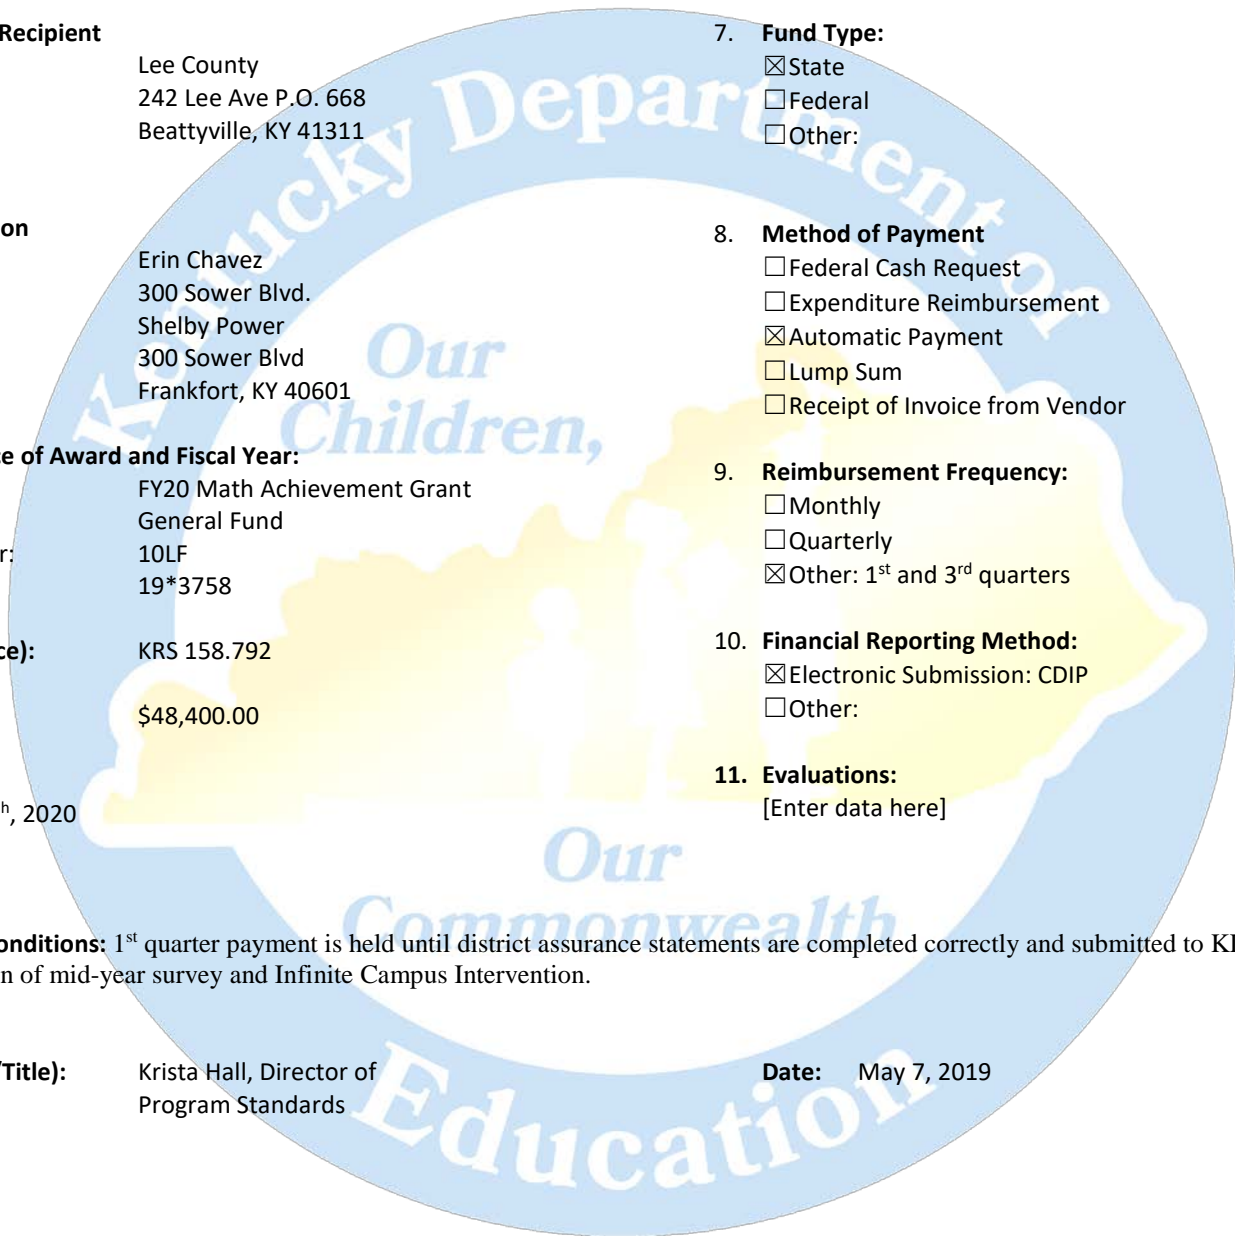 Recipient
Lee County
242 Lee Ave P.O. 668
Beattyville, KY 41311
on
Erin Chavez
300 Sower Blvd.
Shelby Power
300 Sower Blvd
Frankfort, KY 40601
ce of Award and Fiscal Year:
FY20 Math Achievement Grant
General Fund
r: 10LF
19*3758
ce): KRS 158.792
$48,400.00
h, 2020
7. Fund Type:
☒State
☐Federal
☐Other:
8. Method of Payment
☐Federal Cash Request
☐Expenditure Reimbursement
☒Automatic Payment
☐Lump Sum
☐Receipt of Invoice from Vendor
9. Reimbursement Frequency:
☐Monthly
☐Quarterly
☒Other: 1st and 3rd quarters
10. Financial Reporting Method:
☒Electronic Submission: CDIP
☐Other:
11. Evaluations:
[Enter data here]
onditions: 1st quarter payment is held until district assurance statements are completed correctly and submitted to K
n of mid-year survey and Infinite Campus Intervention.
/Title): Krista Hall, Director of
Program Standards
Date: May 7, 2019
Kentucky Department of
Education
Our
Children,
Our
Commonwealth